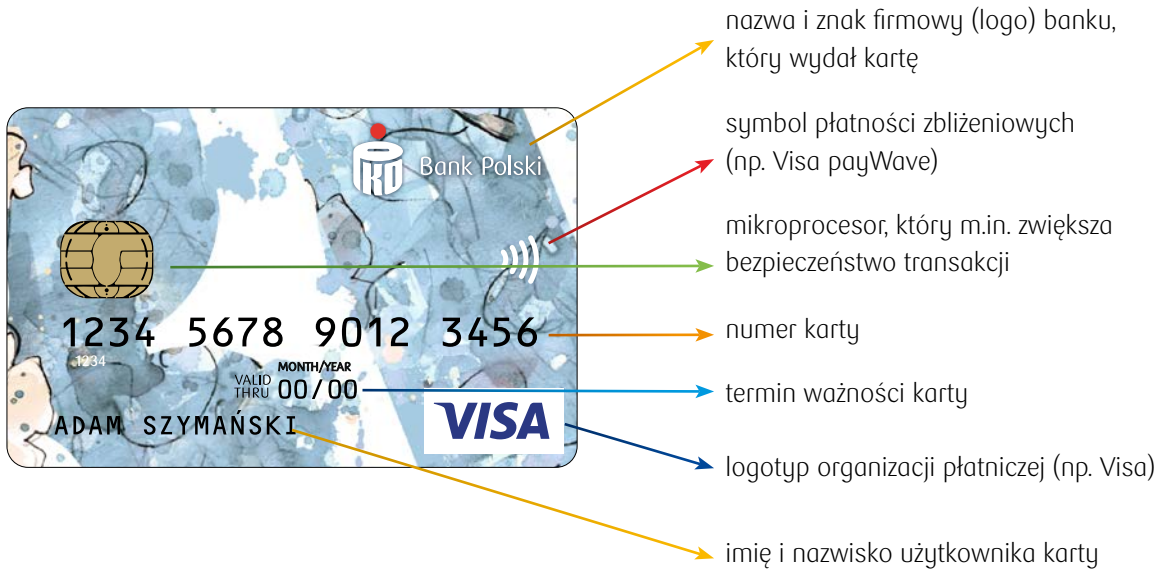 nazwa i znak firmowy (logo) banku,
który wydał kartę
symbol płatności zbliżeniowych
(np. Visa payWave)
mikroprocesor, który m.in. zwiększa
bezpieczeństwo transakcji
numer karty
termin ważności karty
logotyp organizacji płatniczej (np. Visa)
imię i nazwisko użytkownika karty
PKO Bank Polski
1234 5678 9012 3456
1234
MONTH/YEAR
VALID THRU 00/00
ADAM SZYMAŃSKI
VISA